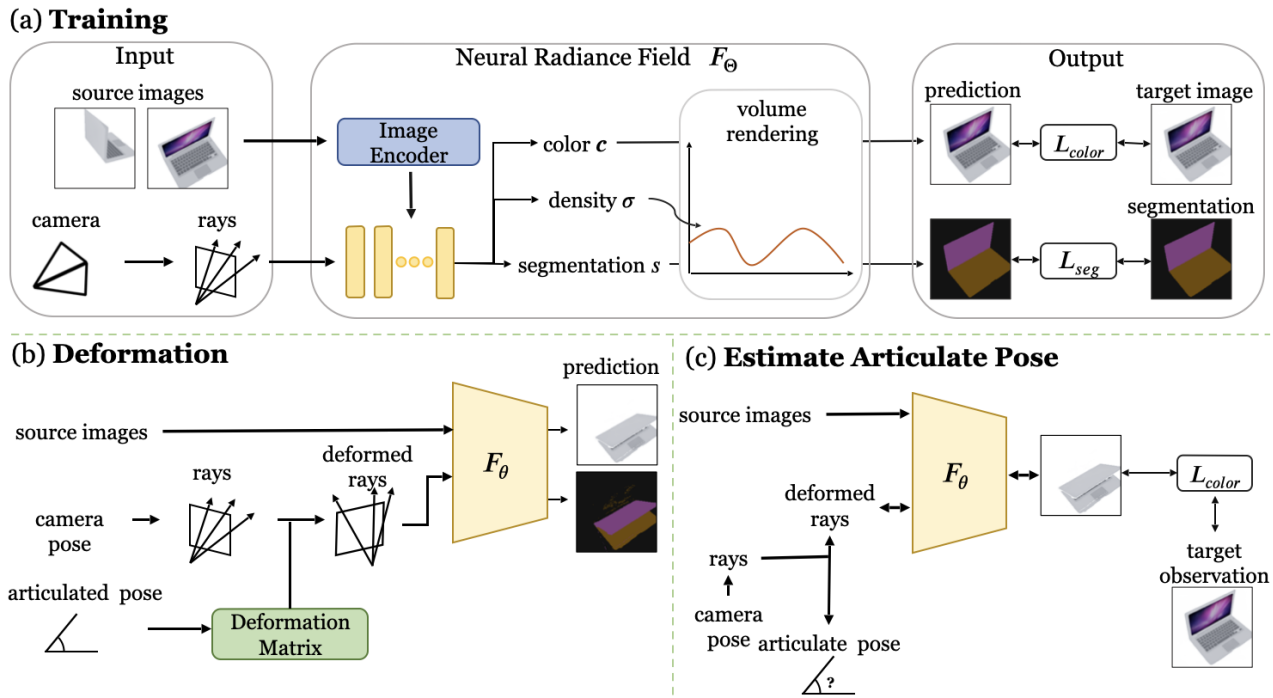 (a) Training
Input
Neural Radiance Field F_Θ
Output
source images
Image
Encoder
color c
density σ
segmentation s
volume
rendering
prediction
target image
L_color
camera
rays
segmentation
L_seg
(b) Deformation
prediction
source images
F_θ
rays
deformed
rays
camera
pose
articulated pose
Deformation
Matrix
(c) Estimate Articulate Pose
source images
F_θ
deformed
rays
L_color
rays
camera
pose
target
observation
articulate pose
?